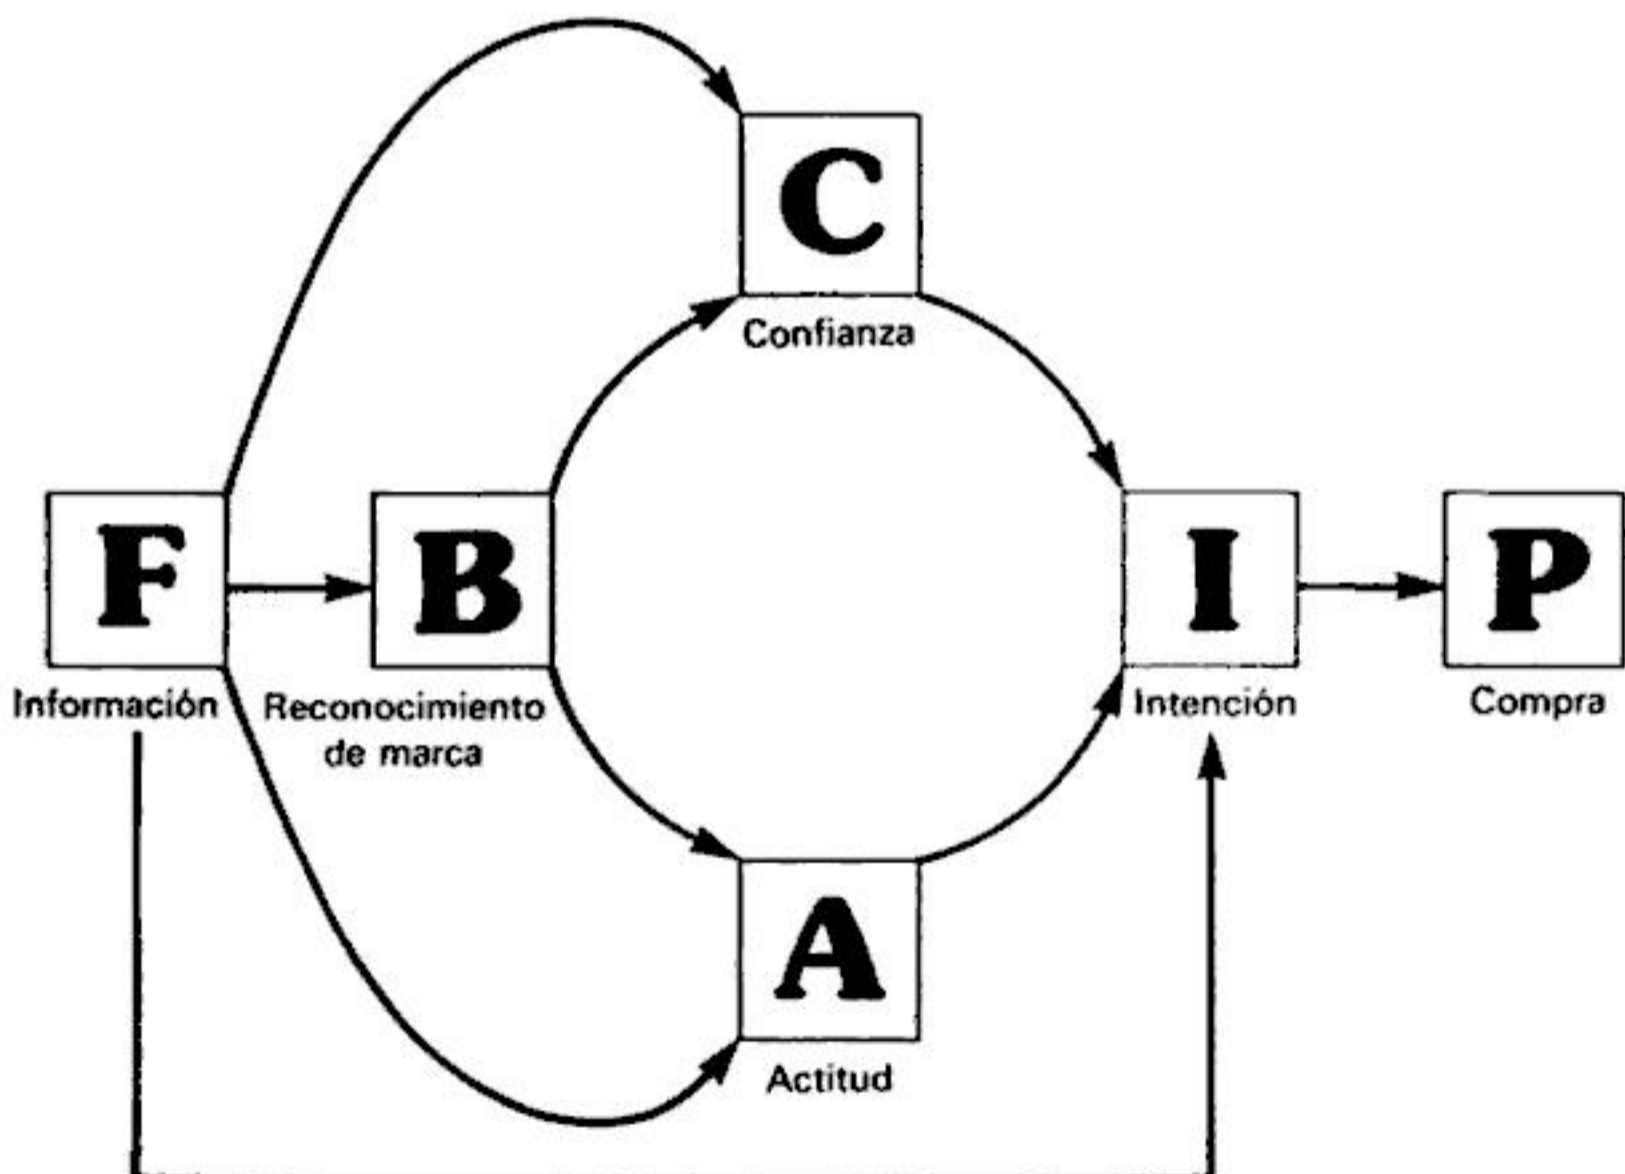 C
Confianza
F
Información
B
Reconocimiento
de marca
I
Intención
P
Compra
A
Actitud